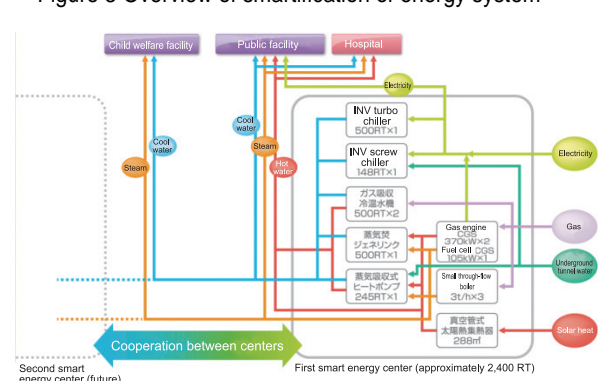 Figure 3 Overview of smartification of energy system
Child welfare facility
Public facility
Hospital
Electricity
Cool
water
Cool
water
Steam
Steam
Hot
water
INV turbo
chiller
500RT×1
INV screw
chiller
148RT×1
ガス吸収
冷温水機
500RT×2
蒸気焚
ジェネリンク
500RT×1
蒸気吸収式
ヒートポンプ
245RT×1
Gas engine
CGS
370kW×2
Fuel cell CGS
105kW×1
Small through-flow
boiler
3t/h×3
真空管式
太陽熱集熱器
288㎡
Electricity
Gas
Underground
tunnel water
Solar heat
Cooperation between centers
Second smart
energy center (future)
First smart energy center (approximately 2,400 RT)